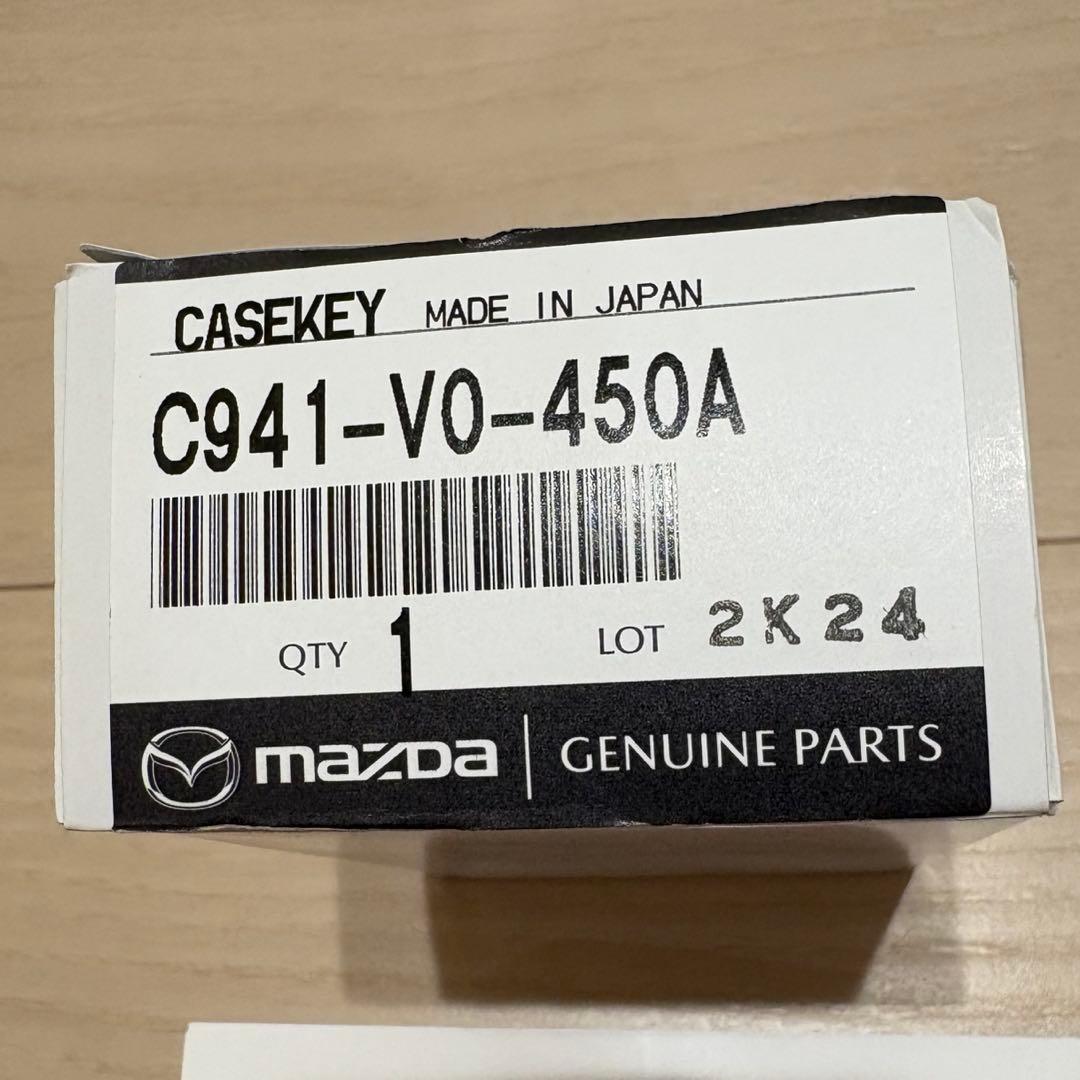 CASEKEY MADE IN JAPAN
C941-V0-450A
QTY 1 LOT 2K24
mazda GENUINE PARTS